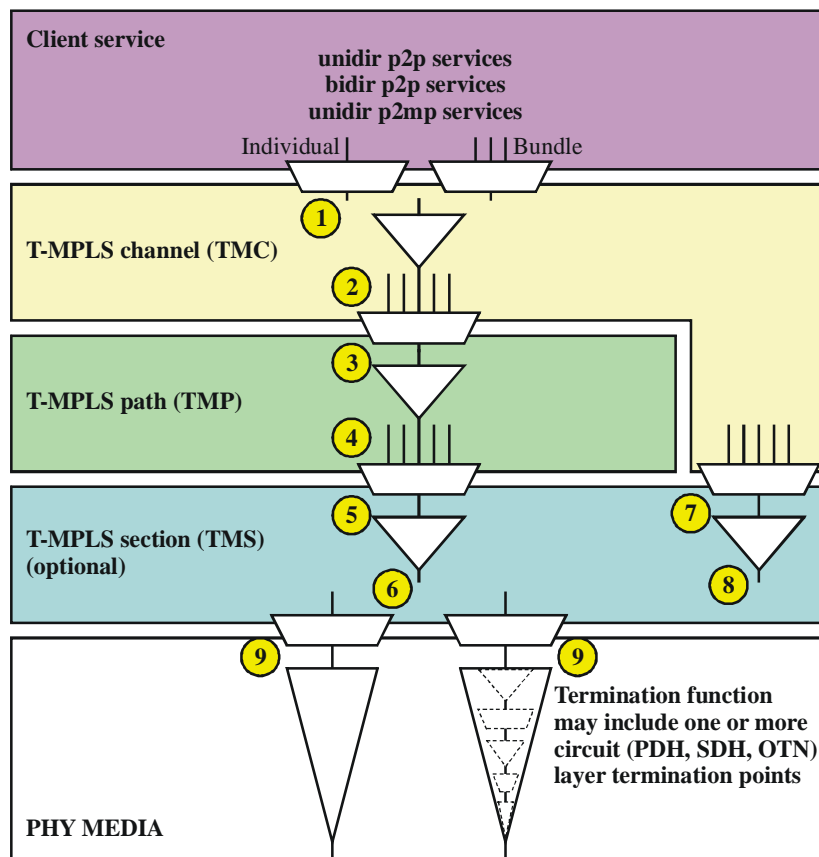 Client service
unidir p2p services
bidir p2p services
unidir p2mp services
Individual
Bundle
1
T-MPLS channel (TMC)
2
3
T-MPLS path (TMP)
4
5
7
T-MPLS section (TMS)
(optional)
6
8
9
9
Termination function
may include one or more
circuit (PDH, SDH, OTN)
layer termination points
PHY MEDIA